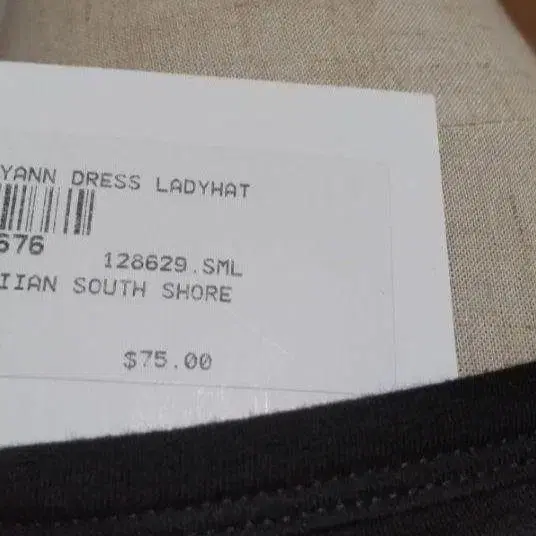 YANN DRESS LADYHAT
676
128629.SML
IIAN SOUTH SHORE
$75.00